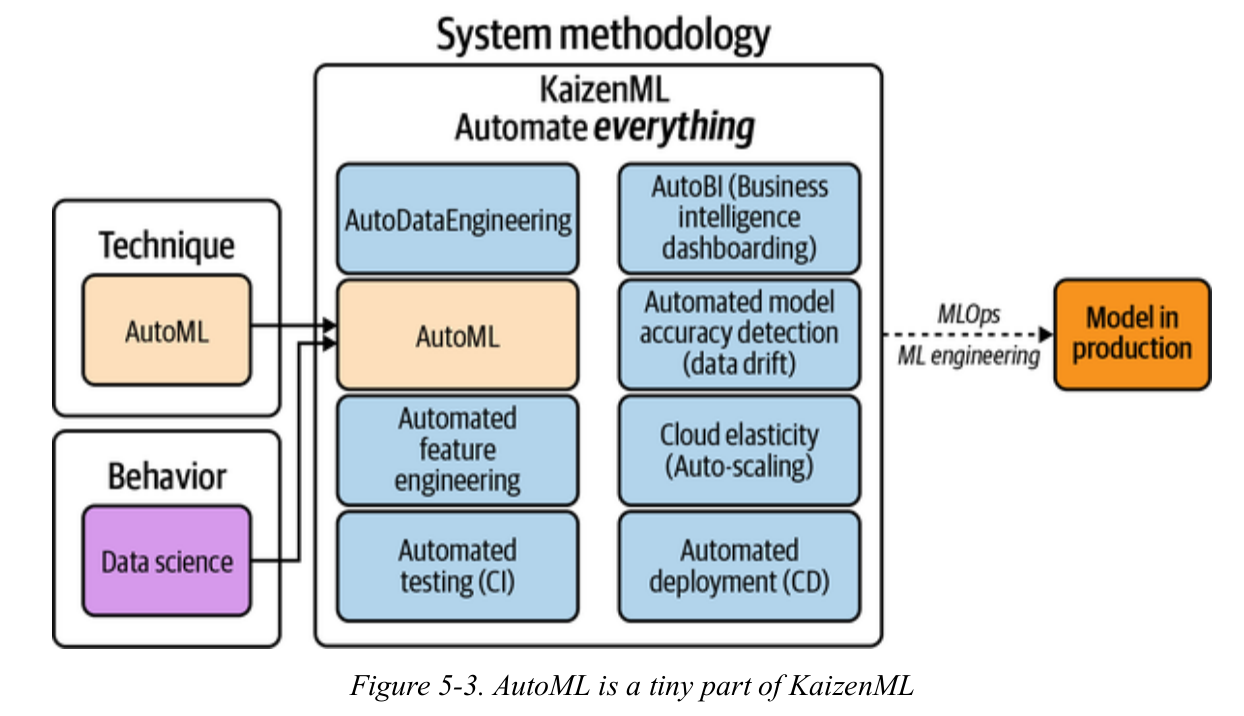 System methodology
KaizenML
Automate everything
Technique
AutoML
Behavior
Data science
AutoDataEngineering
AutoML
Automated
feature
engineering
Automated
testing (CI)
AutoBI (Business
intelligence
dashboarding)
Automated model
accuracy detection
(data drift)
Cloud elasticity
(Auto-scaling)
Automated
deployment (CD)
MLOps
ML engineering
Model in
production
Figure 5-3. AutoML is a tiny part of KaizenML